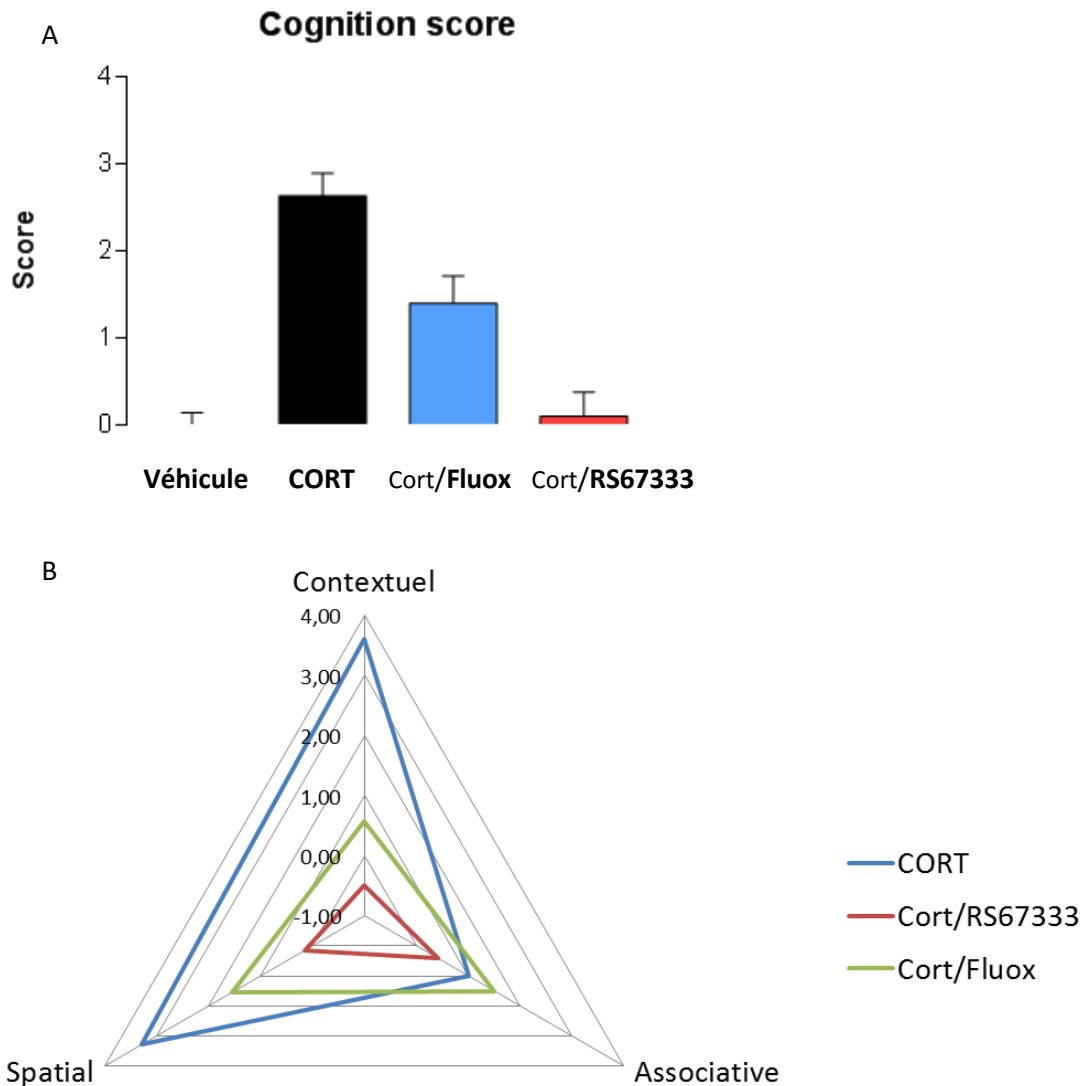 A
Cognition score
4
3
2
1
0
Score
Véhicule CORT Cort/Fluox Cort/RS67333
B
Contextuel
4,00
3,00
2,00
1,00
0,00
-1,00
CORT
Cort/RS67333
Cort/Fluox
Spatial
Associative